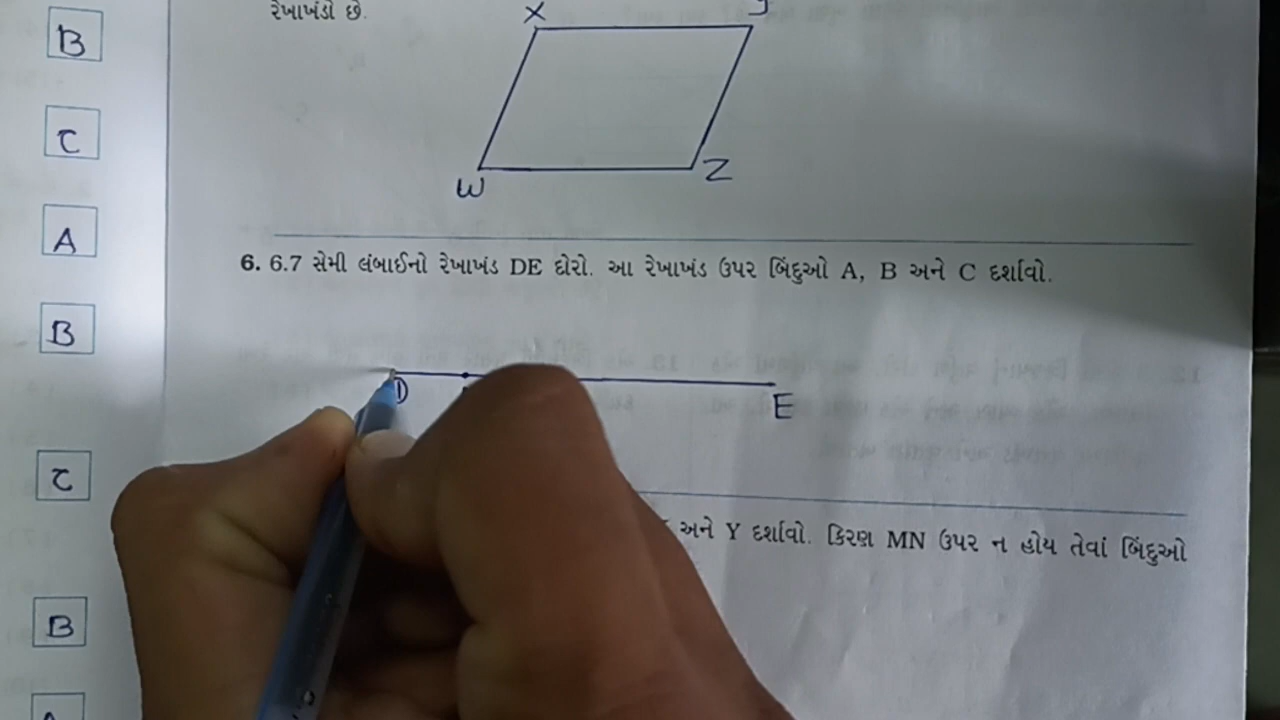 રેખાખંડો છે.
X
W
Z
6. 6.7 સેમી લંબાઈનો રેખાખંડ DE દોરો. આ રેખાખંડ ઉપર બિંદુઓ A, B અને C દર્શાવો.
D
E
અને Y દર્શાવો. કિરણ MN ઉપર ન હોય તેવાં બિંદુઓ
B
C
A
B
C
B